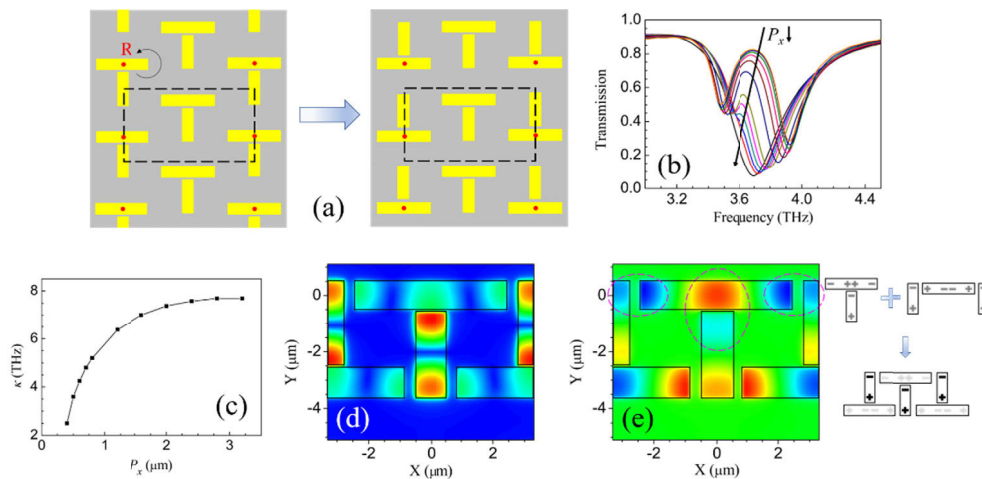 R
(a)
Transmission
1.0
0.8
0.6
0.4
0.2
0.0
Pₓ↓
(b)
3.2
3.6
4.0
4.4
Frequency (THz)
κ (THz)
8
6
4
2
(c)
0
1
2
3
Pₓ (μm)
Y (μm)
0
-2
-4
(d)
-2
0
2
X (μm)
Y (μm)
0
-2
-4
(e)
-2
0
2
X (μm)